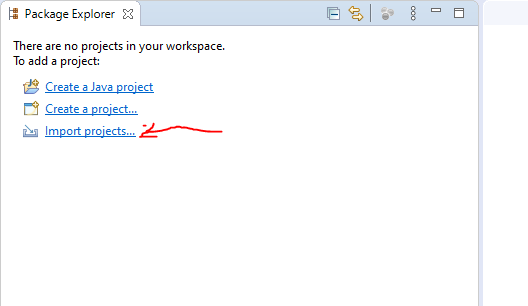 Package Explorer
There are no projects in your workspace.
To add a project:
Create a Java project
Create a project...
Import projects...